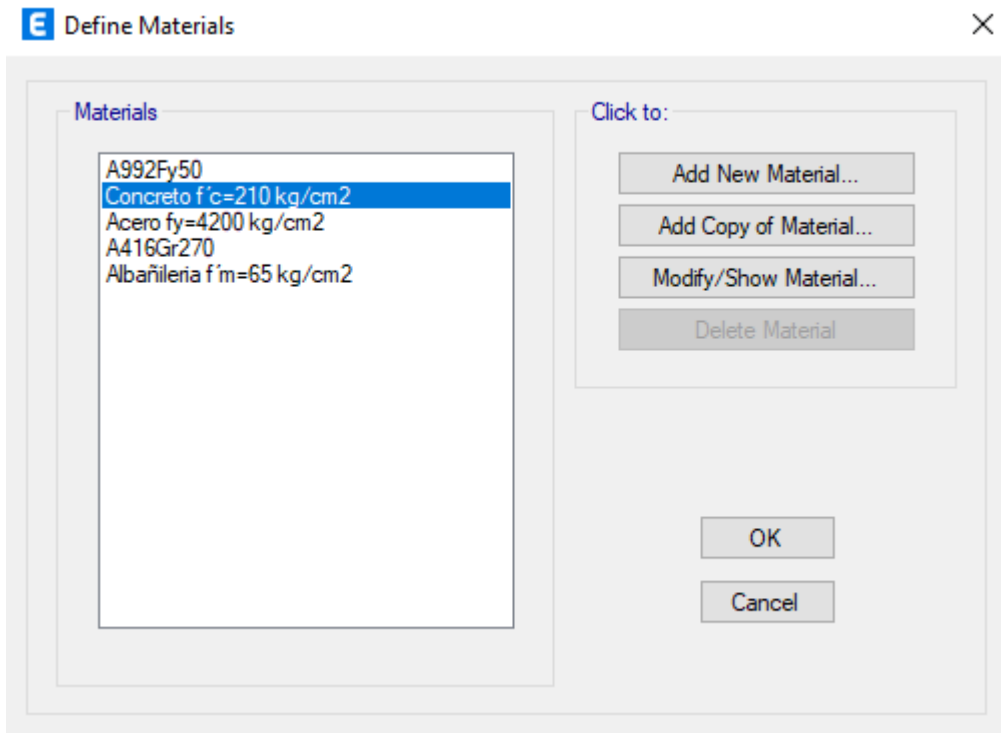 E Define Materials
Materials
A992Fy50
Concreto f´c=210 kg/cm2
Acero fy=4200 kg/cm2
A416Gr270
Albañileria f´m=65 kg/cm2
Click to:
Add New Material...
Add Copy of Material...
Modify/Show Material...
Delete Material
OK
Cancel